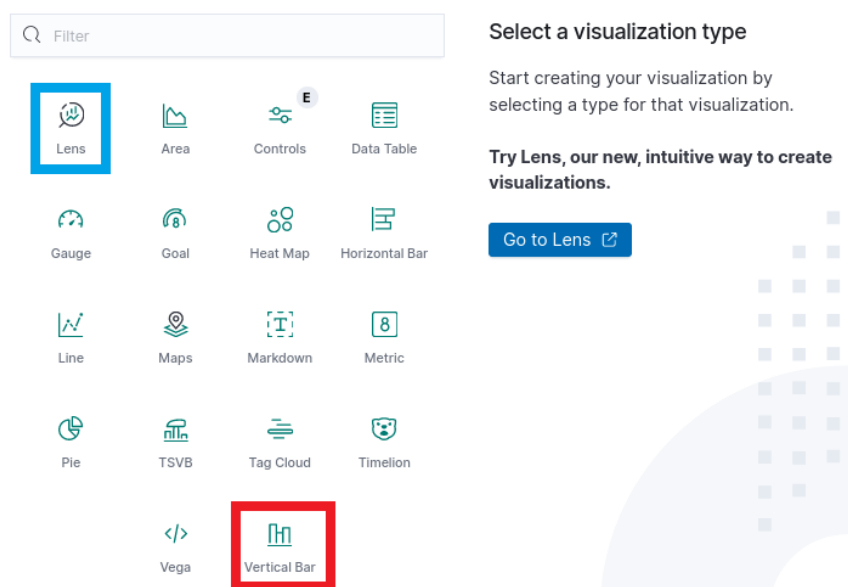 Filter
Select a visualization type
Start creating your visualization by
selecting a type for that visualization.
Try Lens, our new, intuitive way to create
visualizations.
Go to Lens
E
Lens
Area
Controls
Data Table
8
Gauge
Goal
Heat Map
Horizontal Bar
T
8
Line
Maps
Markdown
Metric
Pie
TSVB
Tag Cloud
Timelion
</>
Vega
Vertical Bar